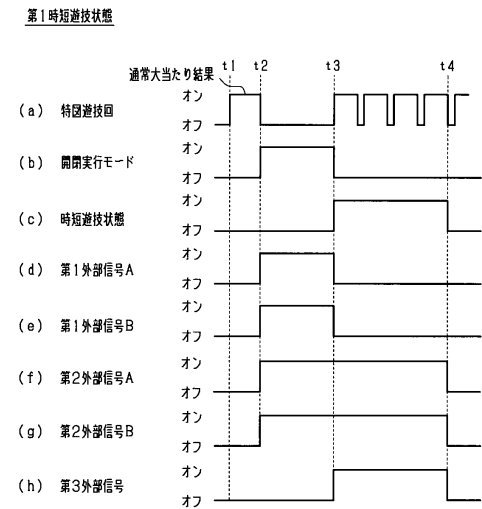 第1時短遊技状態
通常大当たり結果
t1 t2 t3 t4
(a) 特図遊技回 オン
オフ
(b) 開閉実行モード オン
オフ
(c) 時短遊技状態 オン
オフ
(d) 第1外部信号A オン
オフ
(e) 第1外部信号B オン
オフ
(f) 第2外部信号A オン
オフ
(g) 第2外部信号B オン
オフ
(h) 第3外部信号 オン
オフ